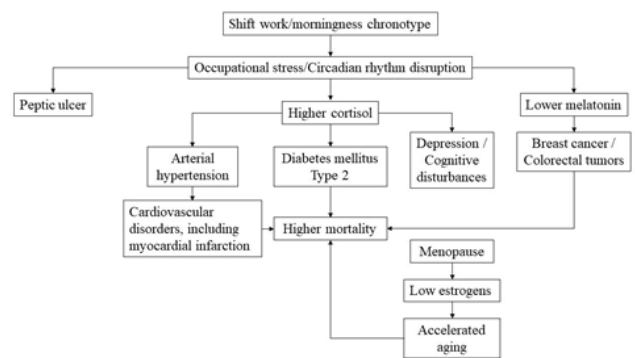 Shift work/morningness chronotype
Occupational stress/Circadian rhythm disruption
Peptic ulcer
Higher cortisol
Lower melatonin
Arterial
hypertension
Diabetes mellitus
Type 2
Depression /
Cognitive
disturbances
Breast cancer /
Colorectal tumors
Cardiovascular
disorders, including
myocardial infarction
Higher mortality
Menopause
Low estrogens
Accelerated
aging